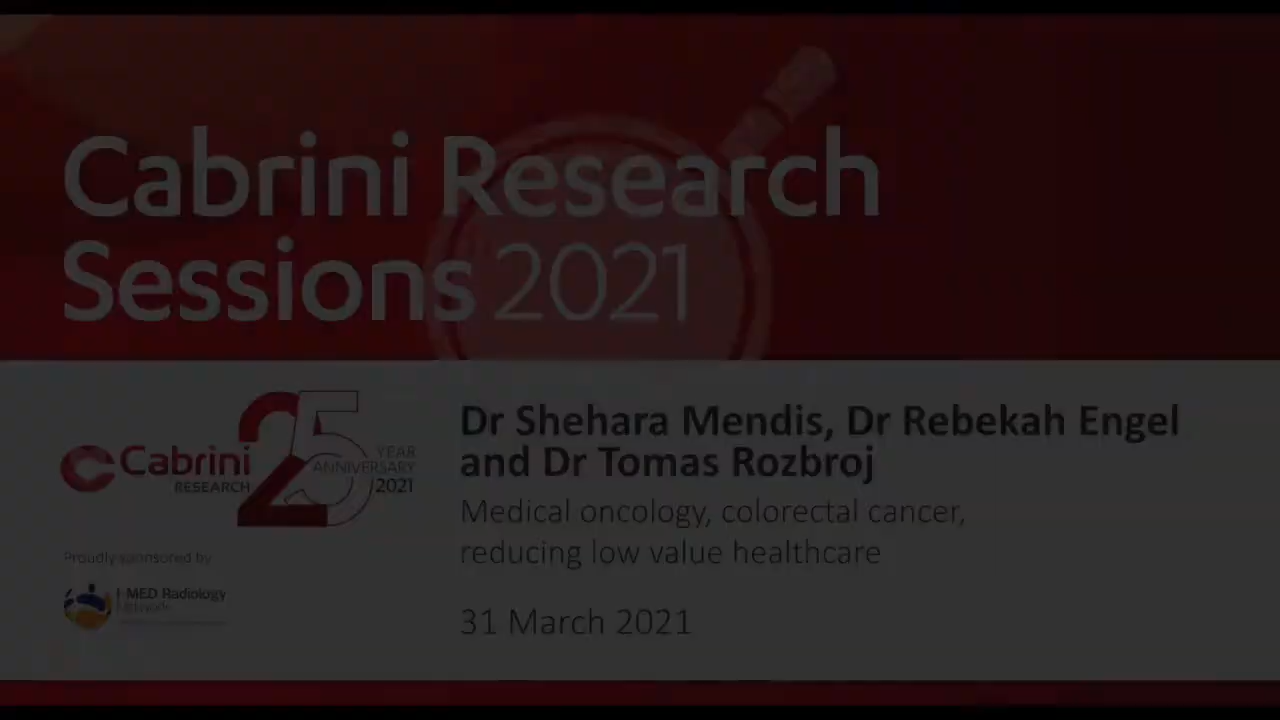 Cabrini Research
Sessions 2021
Cabrini
RESEARCH
25
YEAR
ANNIVERSARY
2021
Dr Shehara Mendis, Dr Rebekah Engel
and Dr Tomas Rozbroj
Medical oncology, colorectal cancer,
reducing low value healthcare
31 March 2021
Proudly sponsored by
I-MED Radiology
Network